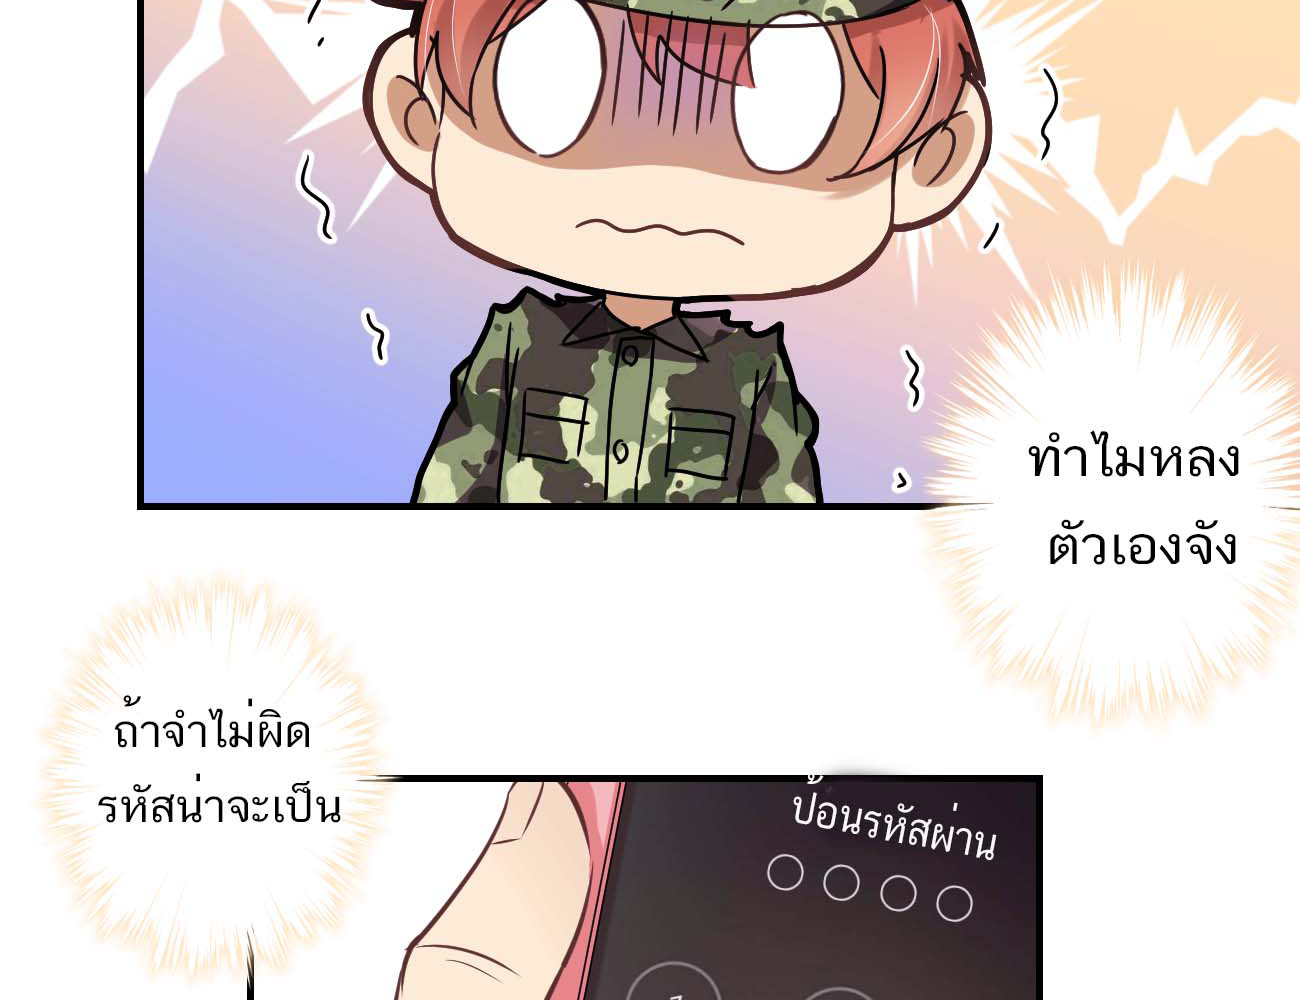 ทำไมหลง
ตัวเองจัง
ถ้าจำไม่ผิด
รหัสน่าจะเป็น
ป้อนรหัสผ่าน